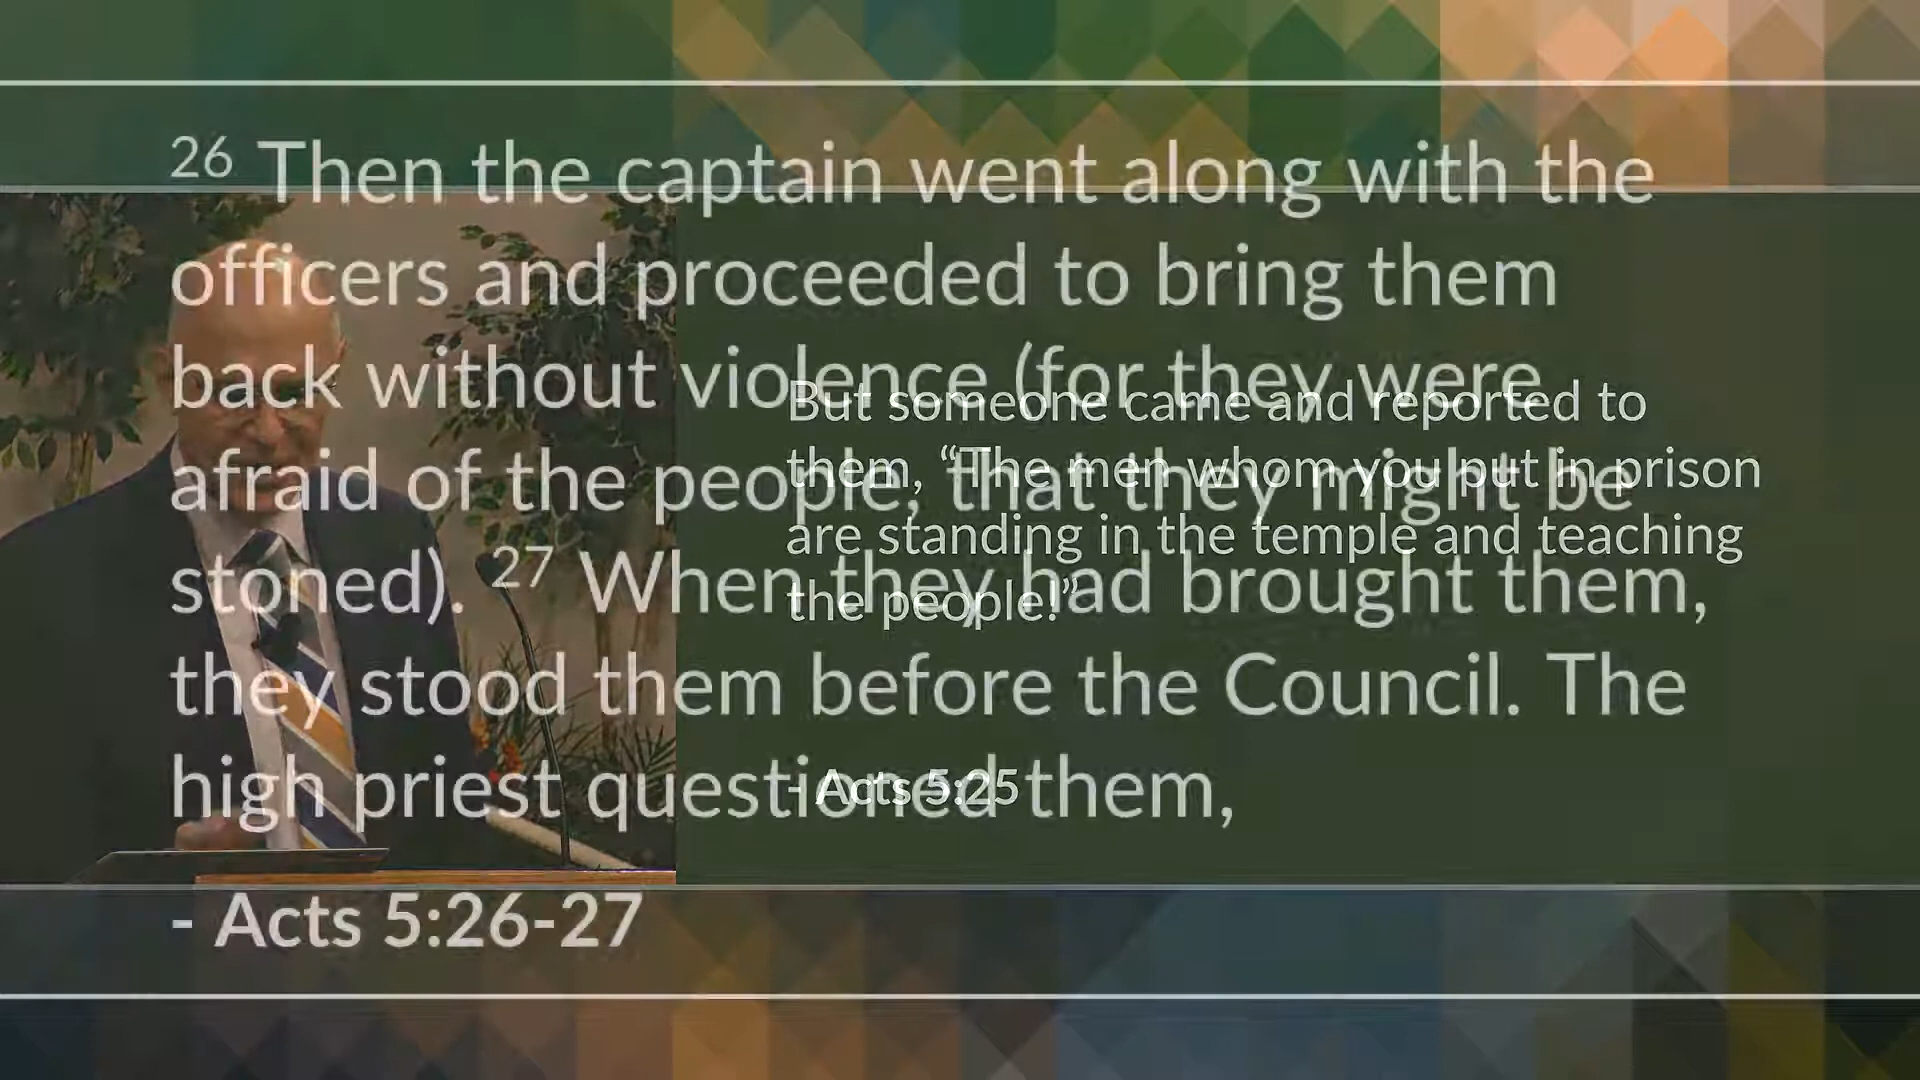 26 Then the captain went along with the
officers and proceeded to bring them
back without violence (for they were
afraid of the people, that they might be
stoned). 27 When they had brought them,
they stood them before the Council. The
high priest questioned them,
- Acts 5:26-27
But someone came and reported to
them, “The men whom you put in prison
are standing in the temple and teaching
the people!”
- Acts 5:25